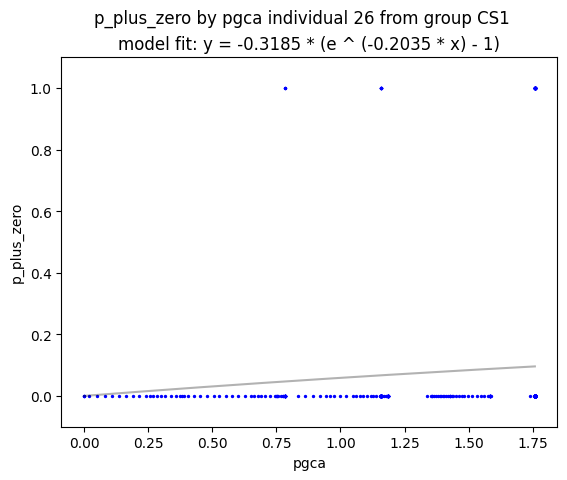 p_plus_zero by pgca individual 26 from group CS1
model fit: y = -0.3185 * (e ^ (-0.2035 * x) - 1)
1.0
0.8
0.6
0.4
0.2
0.0
p_plus_zero
0.00 0.25 0.50 0.75 1.00 1.25 1.50 1.75
pgca